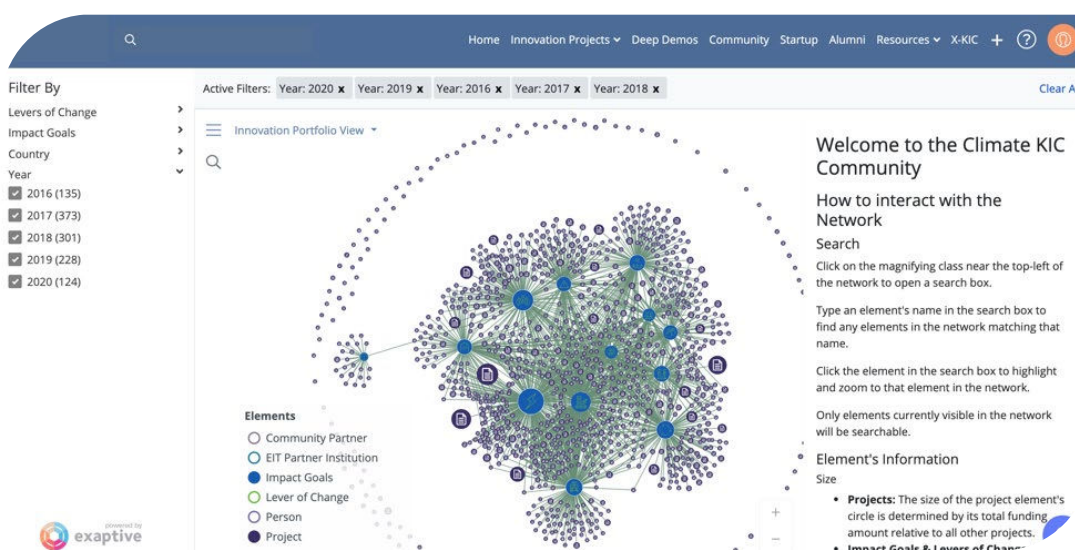 Home Innovation Projects Deep Demos Community Startup Alumni Resources X-KIC + ?
Filter By
Levers of Change
Impact Goals
Country
Year
2016 (135)
2017 (373)
2018 (301)
2019 (228)
2020 (124)
powered by
exaptive
Active Filters: Year: 2020 x Year: 2019 x Year: 2016 x Year: 2017 x Year: 2018 x
Clear A
Innovation Portfolio View
Elements
Community Partner
EIT Partner Institution
Impact Goals
Lever of Change
Person
Project
+
−
Welcome to the Climate KIC
Community
How to interact with the
Network
Search
Click on the magnifying class near the top-left of
the network to open a search box.
Type an element's name in the search box to
find any elements in the network matching that
name.
Click the element in the search box to highlight
and zoom to that element in the network.
Only elements currently visible in the network
will be searchable.
Element's Information
Size
• Projects: The size of the project element's
circle is determined by its total funding
amount relative to all other projects.
• Impact Goals & Levers of Chang